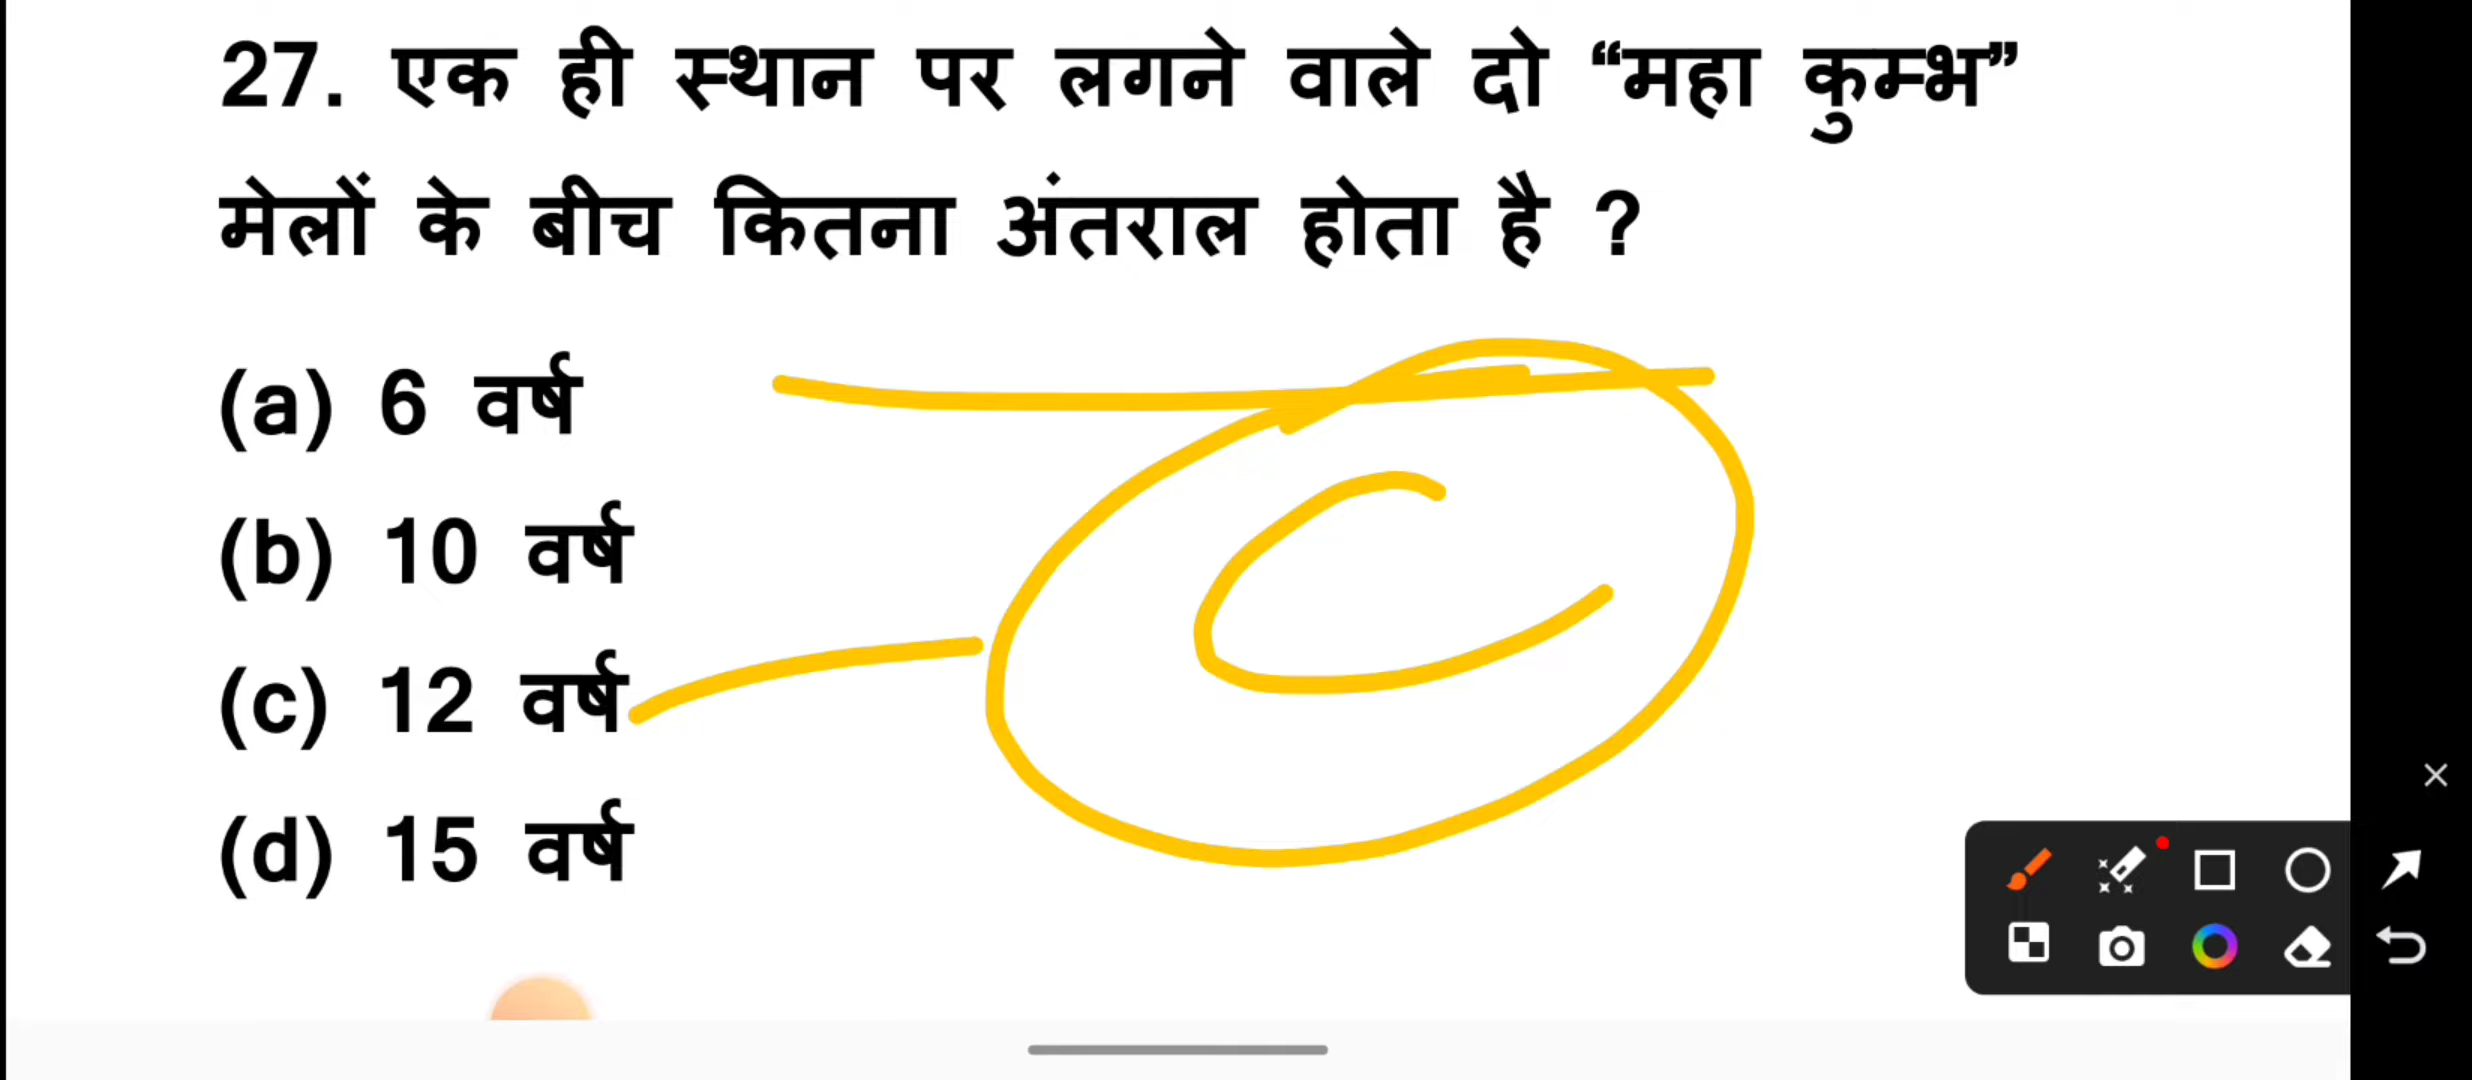 27. एक ही स्थान पर लगने वाले दो “महा कुम्भ”
मेलों के बीच कितना अंतराल होता है ?
(a) 6 वर्ष
(b) 10 वर्ष
(c) 12 वर्ष
(d) 15 वर्ष
C